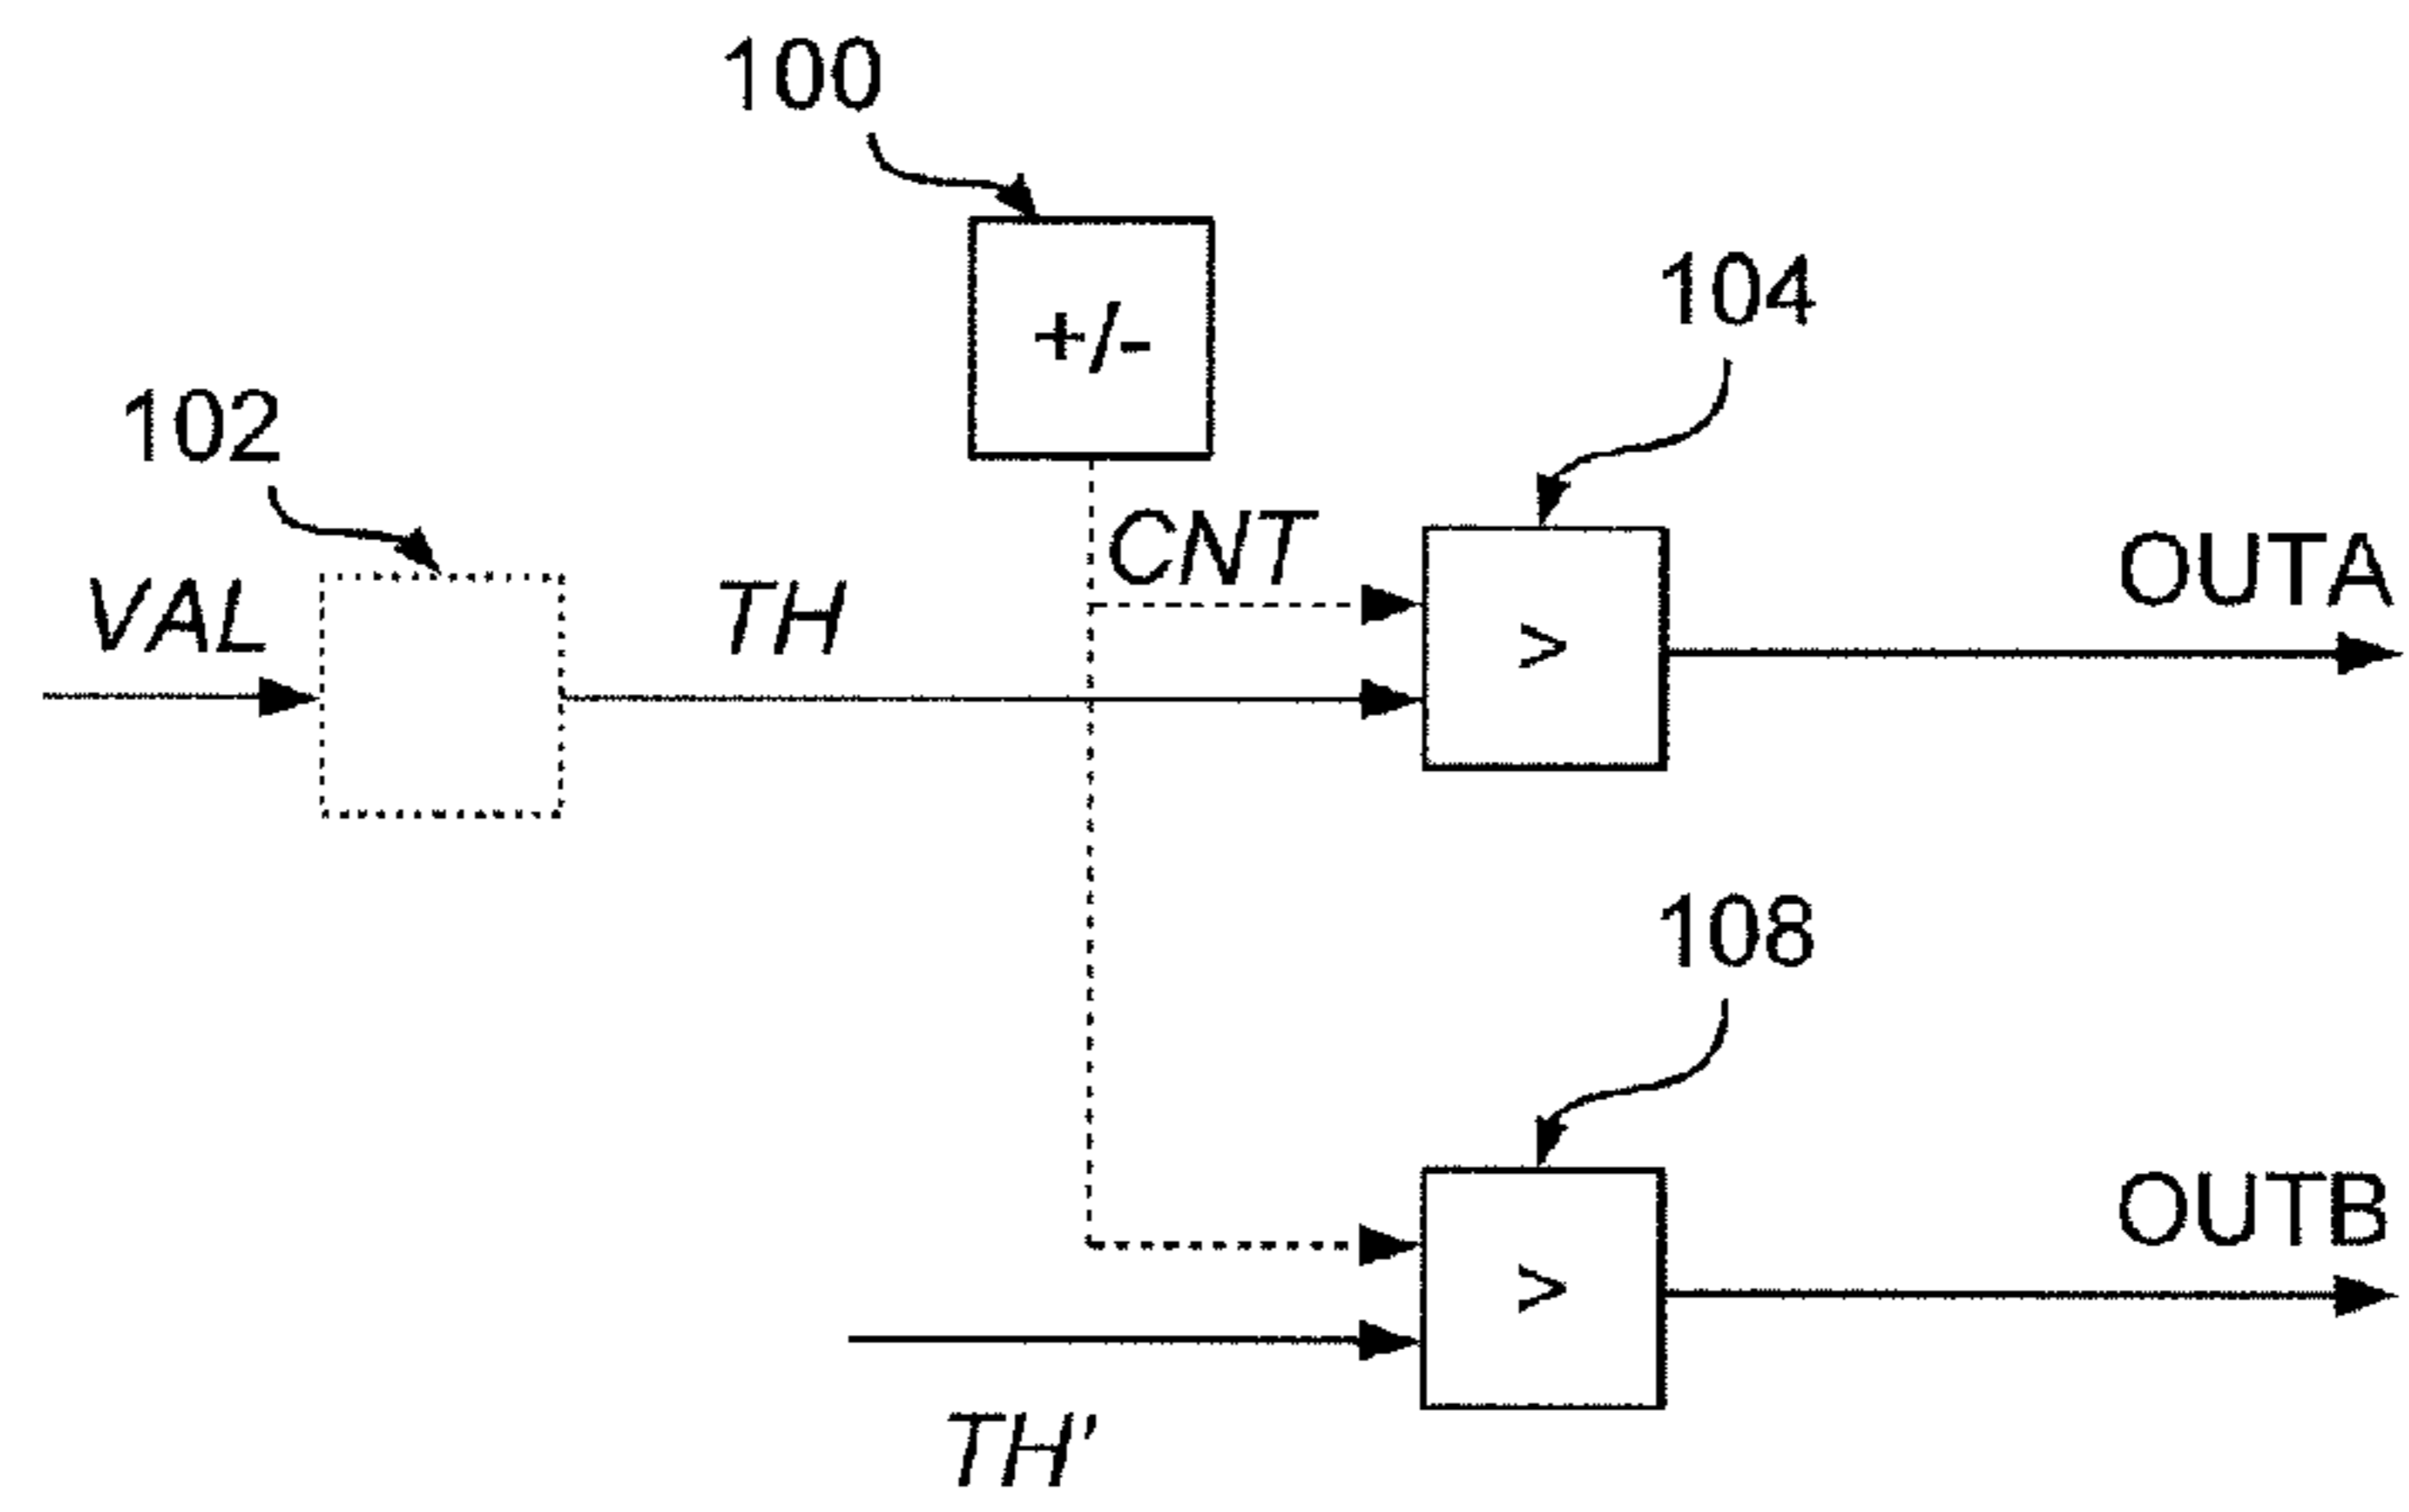 100
+/-
104
102
CNT
OUTA
VAL
TH
>
108
OUTB
>
TH'